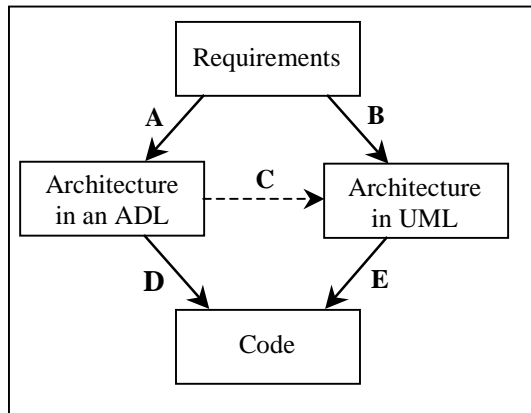 Requirements
A
B
Architecture
in an ADL
C
Architecture
in UML
D
E
Code